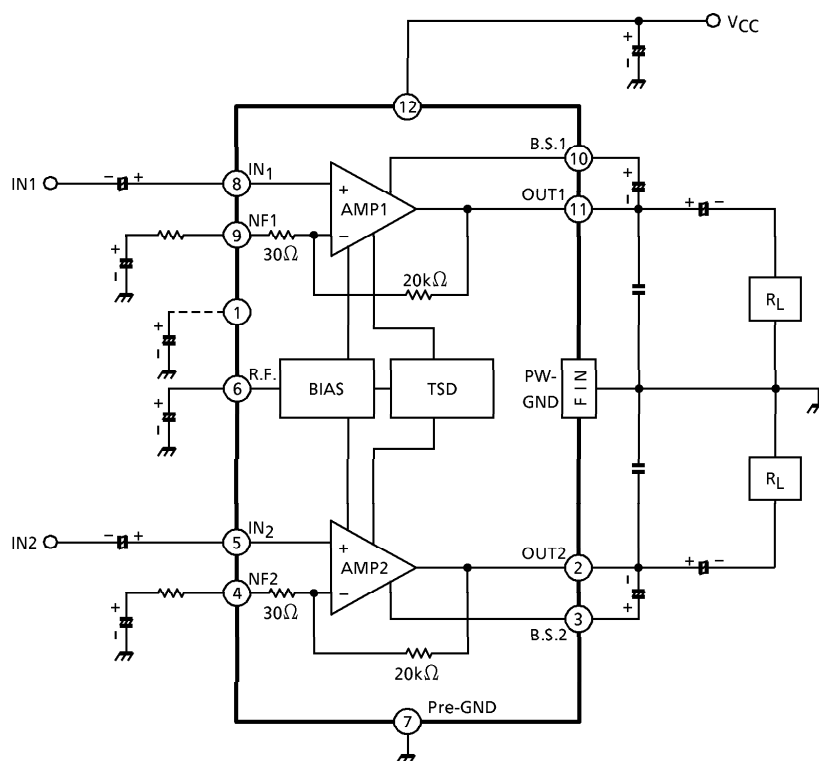 V_CC
12
B.S.1
10
IN1
IN_1
8
+
AMP1
OUT1
11
NF1
9
30Ω
−
20kΩ
R_L
1
R.F.
6
BIAS
TSD
PW-
GND
FIN
R_L
IN2
IN_2
5
+
AMP2
OUT2
2
NF2
4
30Ω
−
3
B.S.2
20kΩ
Pre-GND
7